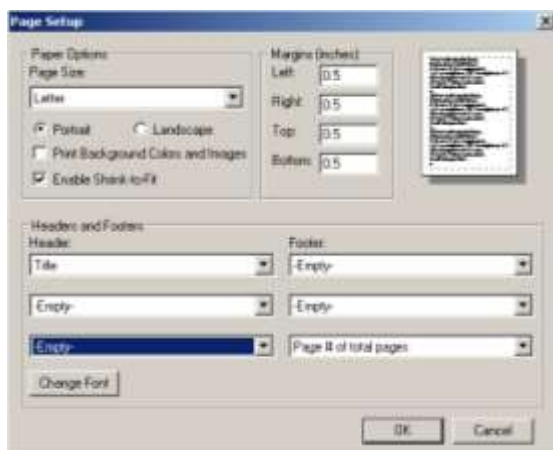 Page Setup
Paper Options
Page Size:
Letter
Portrait Landscape
Print Background Colors and Images
Enable Shrink-to-Fit
Margins (inches)
Left: 0.5
Right: 0.5
Top: 0.5
Bottom: 0.5
Headers and Footers
Header: Footer:
Title -Empty-
-Empty- -Empty-
-Empty- Page # of total pages
Change Font
OK Cancel